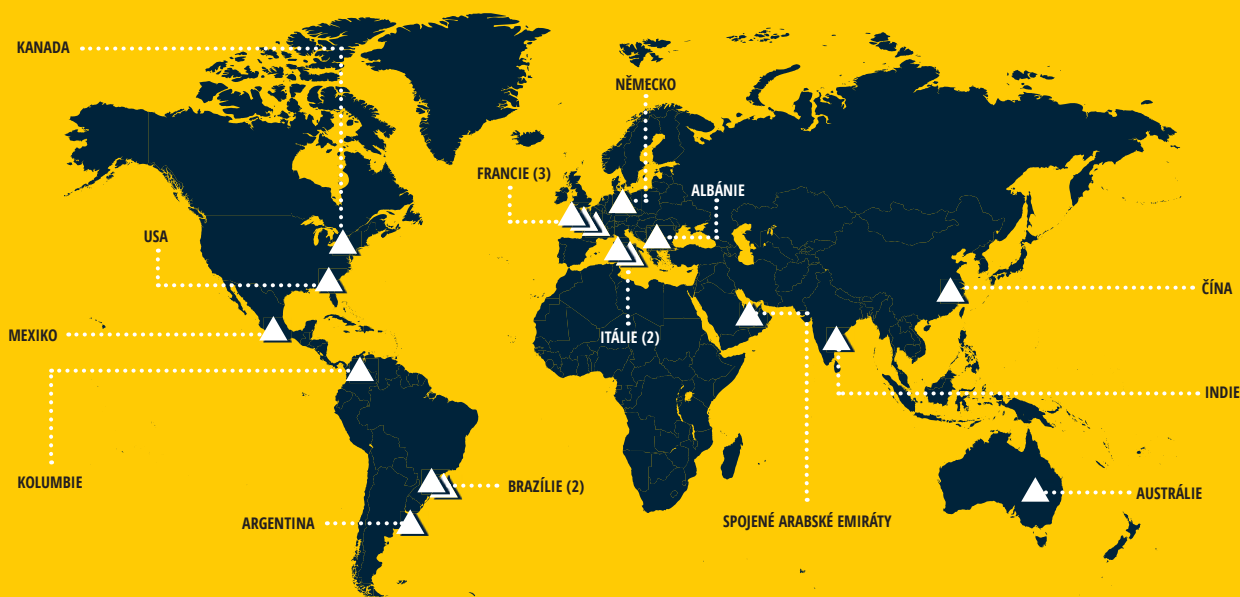 KANADA
NĚMECKO
FRANCIE (3)
ALBÁNIE
USA
ČÍNA
MEXIKO
ITÁLIE (2)
INDIE
KOLUMBIE
BRAZÍLIE (2)
AUSTRÁLIE
ARGENTINA
SPOJENÉ ARABSKÉ EMIRÁTY